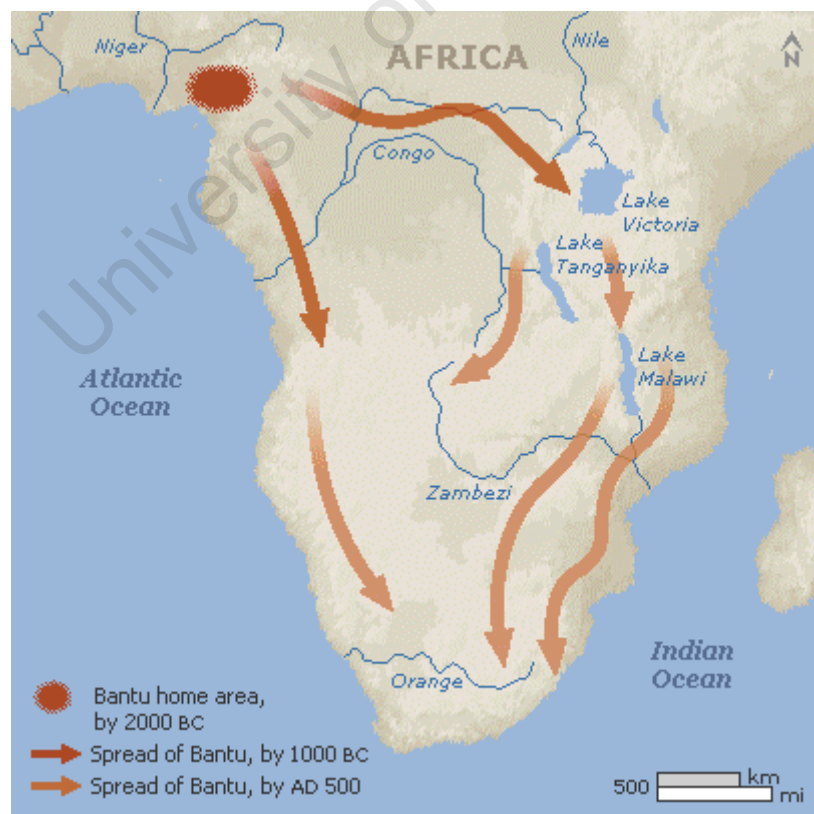 University of
Niger
AFRICA
Nile
N
Congo
Lake
Victoria
Lake
Tanganyika
Lake
Malawi
Atlantic
Ocean
Zambezi
Indian
Ocean
Orange
Bantu home area,
by 2000 BC
Spread of Bantu, by 1000 BC
Spread of Bantu, by AD 500
500 km
mi